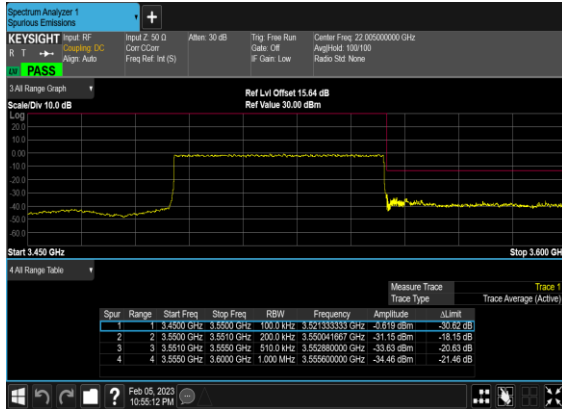 Spectrum Analyzer 1
Spurious Emissions
+
KEYSIGHT Input: RF Input Z: 50 Ω Atten: 30 dB Trig: Free Run Center Freq: 22.005000000 GHz
R T Coupling: DC Corr CCorr Gate: Off Avg|Hold: 100/100
Align: Auto Freq Ref: Int (S) IF Gain: Low Radio Std: None
PASS
3 All Range Graph
Ref Lvl Offset 15.64 dB
Scale/Div 10.0 dB Ref Value 30.00 dBm
Log
20.0
10.0
0.00
-10.0
-20.0
-30.0
-40.0
-50.0
-60.0
Start 3.450 GHz Stop 3.600 GH
4 All Range Table
Measure Trace Trace 1
Trace Type Trace Average (Active)
Spur Range Start Freq Stop Freq RBW Frequency Amplitude ΔLimit
1 1 3.4500 GHz 3.5500 GHz 100.0 kHz 3.521333333 GHz -0.619 dBm -30.62 dB
2 2 3.5500 GHz 3.5510 GHz 200.0 kHz 3.550041667 GHz -31.15 dBm -18.15 dB
3 3 3.5510 GHz 3.5550 GHz 510.0 kHz 3.552880000 GHz -33.63 dBm -20.63 dB
4 4 3.5550 GHz 3.6000 GHz 1.000 MHz 3.555600000 GHz -34.46 dBm -21.46 dB
? Feb 05, 2023
10:55:12 PM